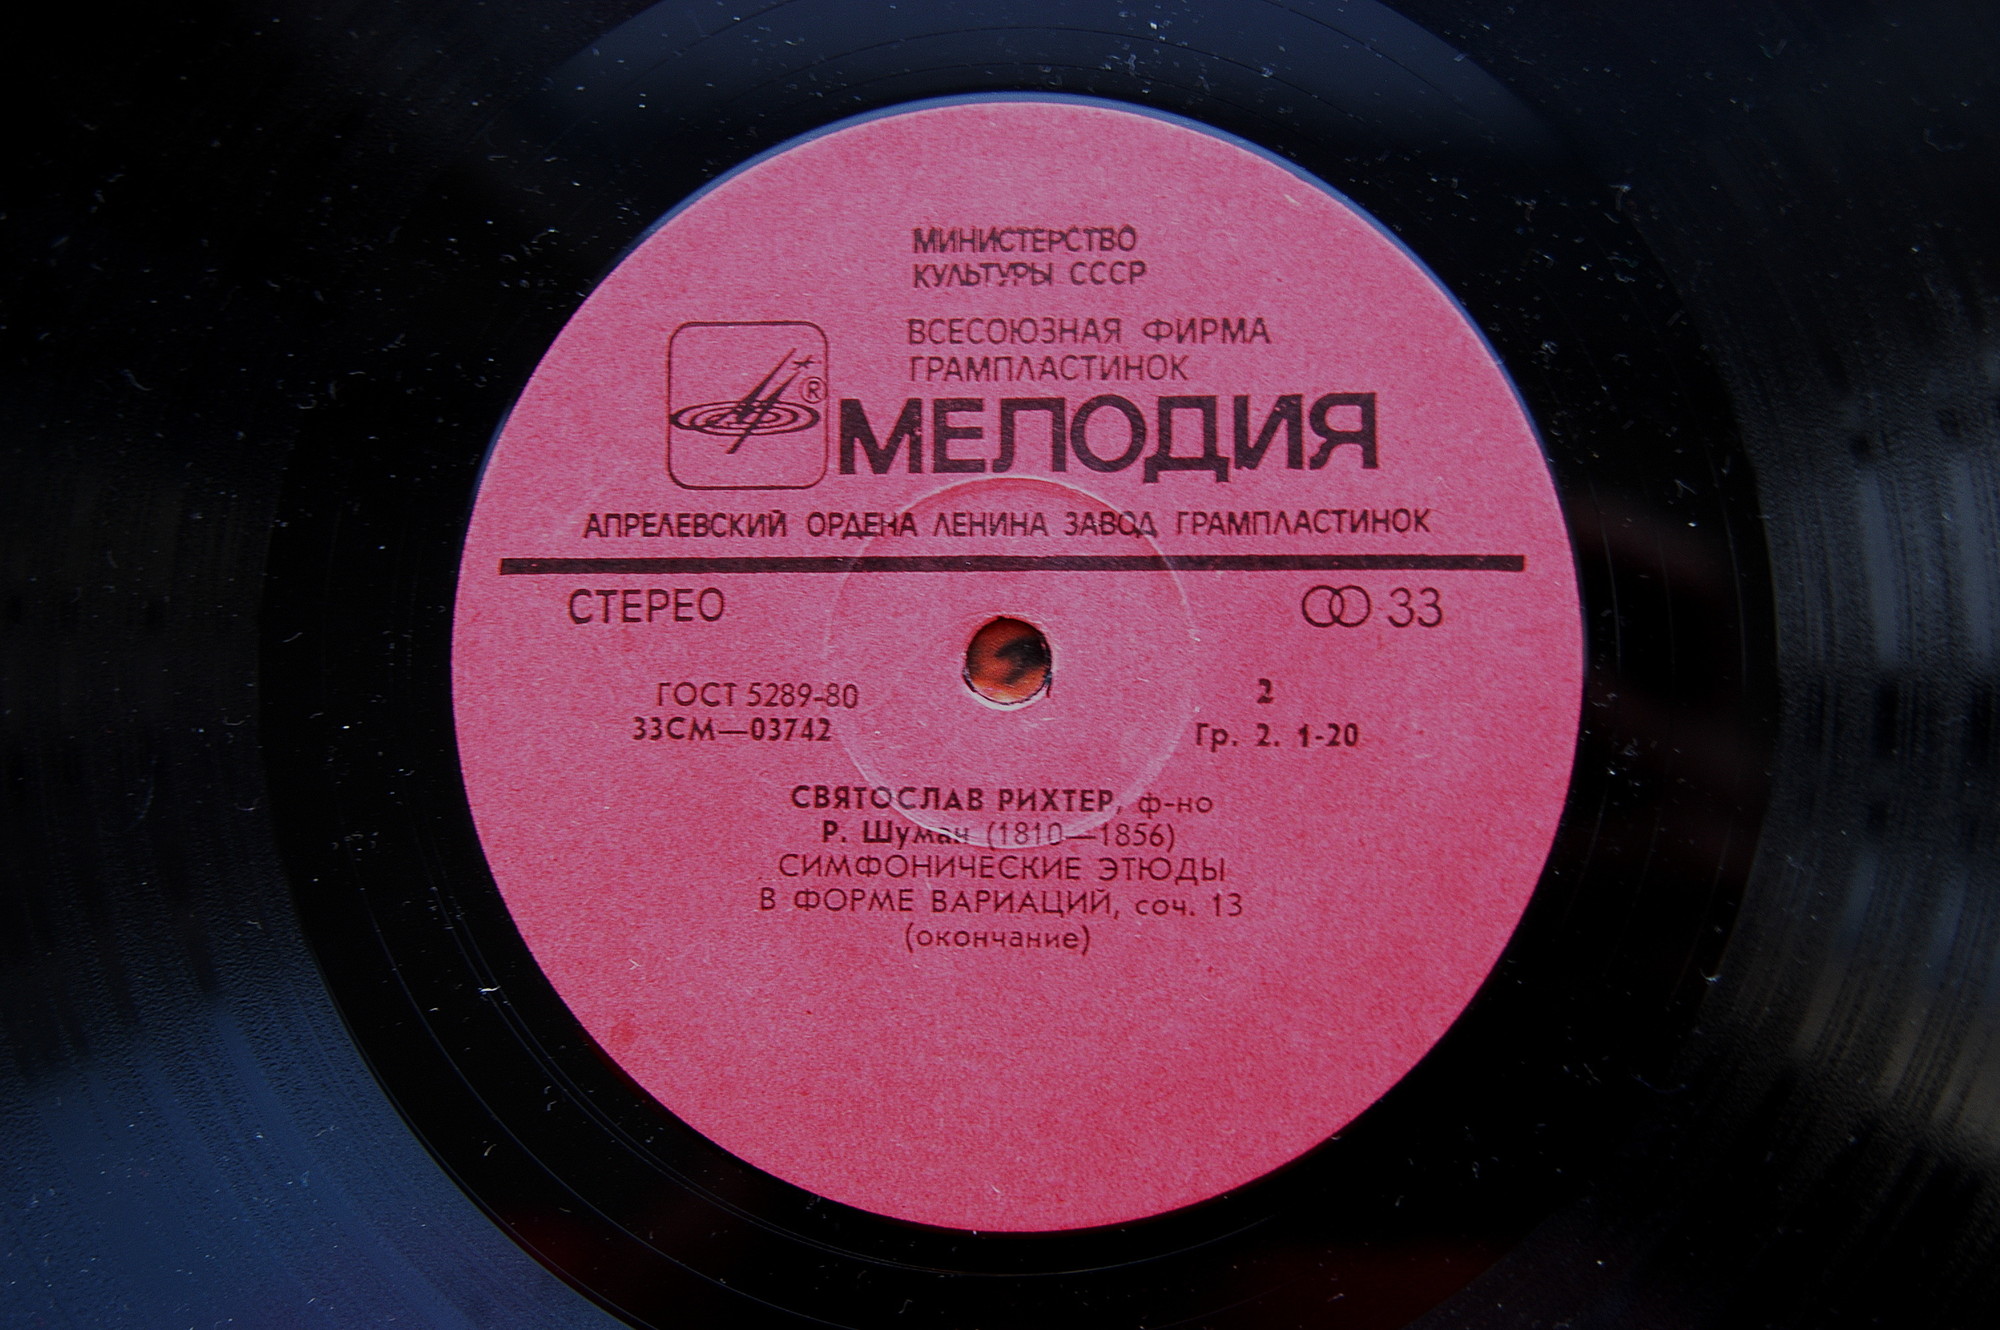 МИНИСТЕРСТВО
КУЛЬТУРЫ СССР
ВСЕСОЮЗНАЯ ФИРМА
ГРАМПЛАСТИНОК
®
МЕЛОДИЯ
АПРЕЛЕВСКИЙ ОРДЕНА ЛЕНИНА ЗАВОД ГРАМПЛАСТИНОК
СТЕРЕО
33
ГОСТ 5289-80
33СМ—03742
2
Гр. 2. 1-20
СВЯТОСЛАВ РИХТЕР, ф-но
Р. Шуман (1810—1856)
СИМФОНИЧЕСКИЕ ЭТЮДЫ
В ФОРМЕ ВАРИАЦИЙ, соч. 13
(окончание)